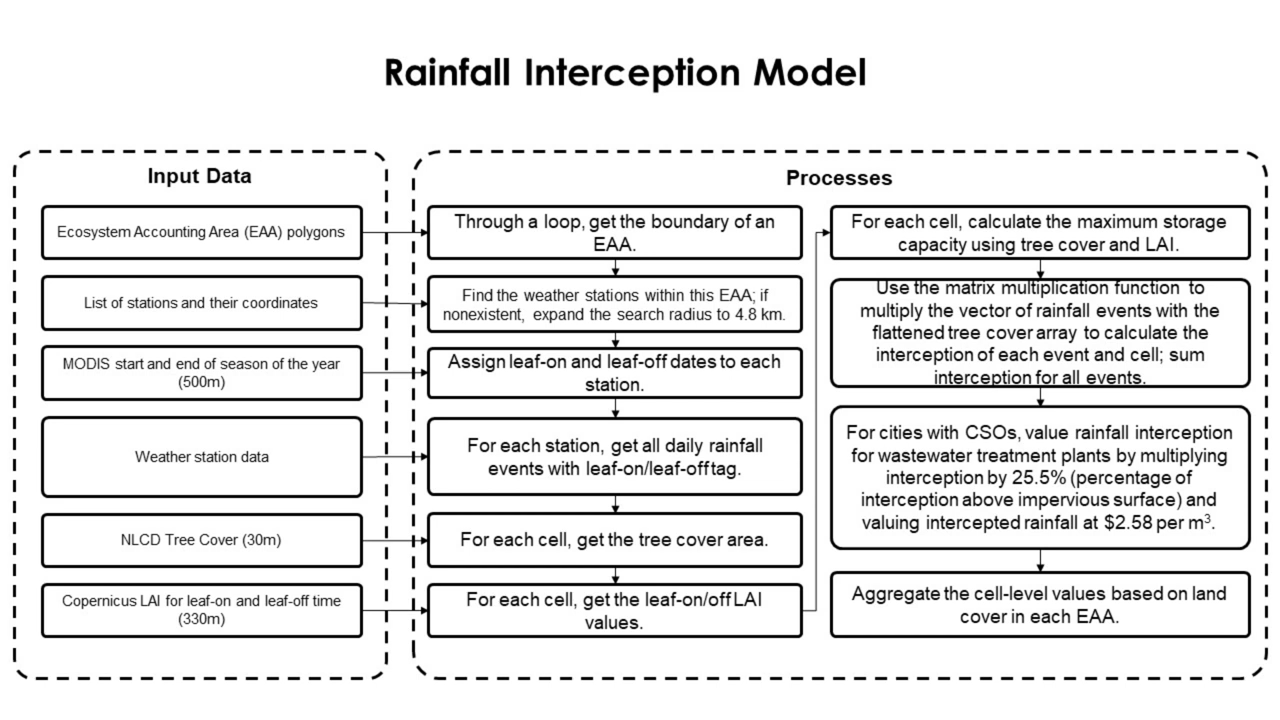 Rainfall Interception Model
Input Data
Ecosystem Accounting Area (EAA) polygons
List of stations and their coordinates
MODIS start and end of season of the year
(500m)
Weather station data
NLCD Tree Cover (30m)
Copernicus LAI for leaf-on and leaf-off time
(330m)
Processes
Through a loop, get the boundary of an
EAA.
Find the weather stations within this EAA; if
nonexistent, expand the search radius to 4.8 km.
Assign leaf-on and leaf-off dates to each
station.
For each station, get all daily rainfall
events with leaf-on/leaf-off tag.
For each cell, get the tree cover area.
For each cell, get the leaf-on/off LAI
values.
For each cell, calculate the maximum storage
capacity using tree cover and LAI.
Use the matrix multiplication function to
multiply the vector of rainfall events with the
flattened tree cover array to calculate the
interception of each event and cell; sum
interception for all events.
For cities with CSOs, value rainfall interception
for wastewater treatment plants by multiplying
interception by 25.5% (percentage of
interception above impervious surface) and
valuing intercepted rainfall at $2.58 per m³.
Aggregate the cell-level values based on land
cover in each EAA.